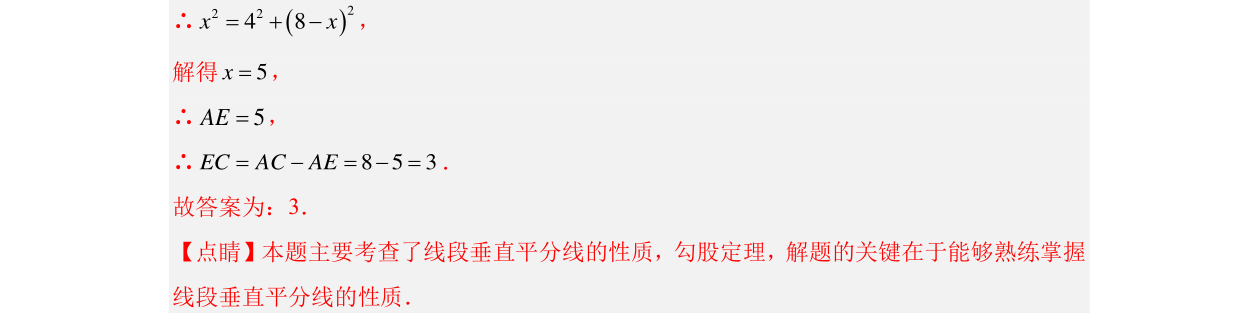 ∴ x² = 4² + (8 − x)²，
解得 x = 5，
∴ AE = 5，
∴ EC = AC − AE = 8 − 5 = 3．
故答案为：3．
【点睛】本题主要考查了线段垂直平分线的性质，勾股定理，解题的关键在于能够熟练掌握
线段垂直平分线的性质．